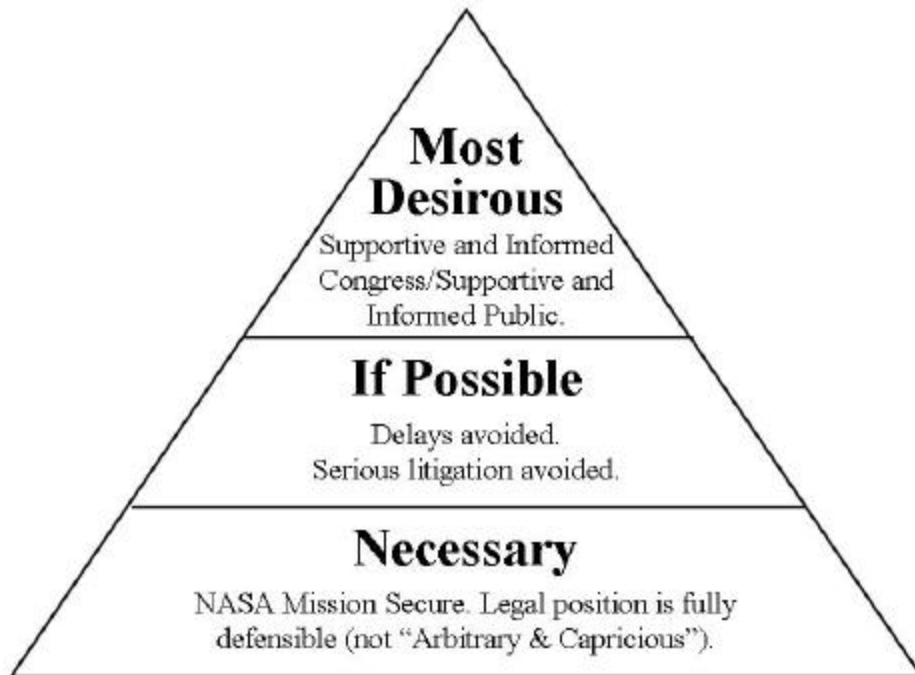 Most
Desirous
Supportive and Informed
Congress/Supportive and
Informed Public.
If Possible
Delays avoided.
Serious litigation avoided.
Necessary
NASA Mission Secure. Legal position is fully
defensible (not “Arbitrary & Capricious”).